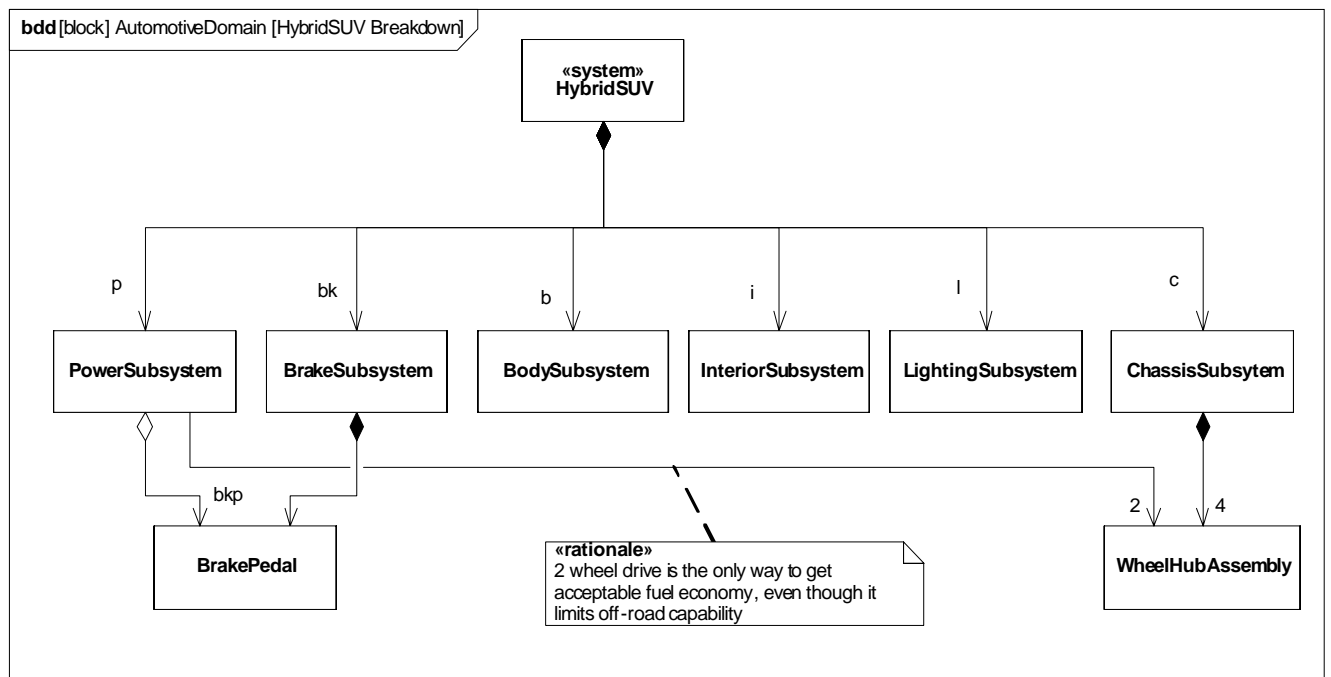 bdd [block] AutomotiveDomain [HybridSUV Breakdown]
«system»
HybridSUV
p
bk
b
i
l
c
PowerSubsystem
BrakeSubsystem
BodySubsystem
InteriorSubsystem
LightingSubsystem
ChassisSubsytem
bkp
2
4
BrakePedal
WheelHubAssembly
«rationale»
2 wheel drive is the only way to get
acceptable fuel economy, even though it
limits off-road capability